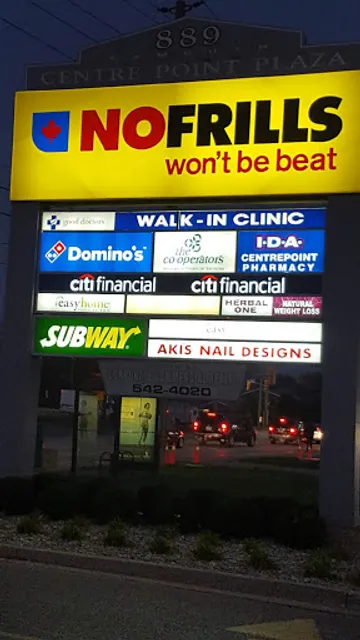 889
CENTRE POINT PLAZA
NOFRILLS
won't be beat
good doctors WALK-IN CLINIC
Domino's
the co-operators
I·D·A·
CENTREPOINT
PHARMACY
citi financial citi financial
easyhome
HERBAL
ONE
NATURAL
WEIGHT LOSS
SUBWAY
easy
AKIS NAIL DESIGNS
542-4020